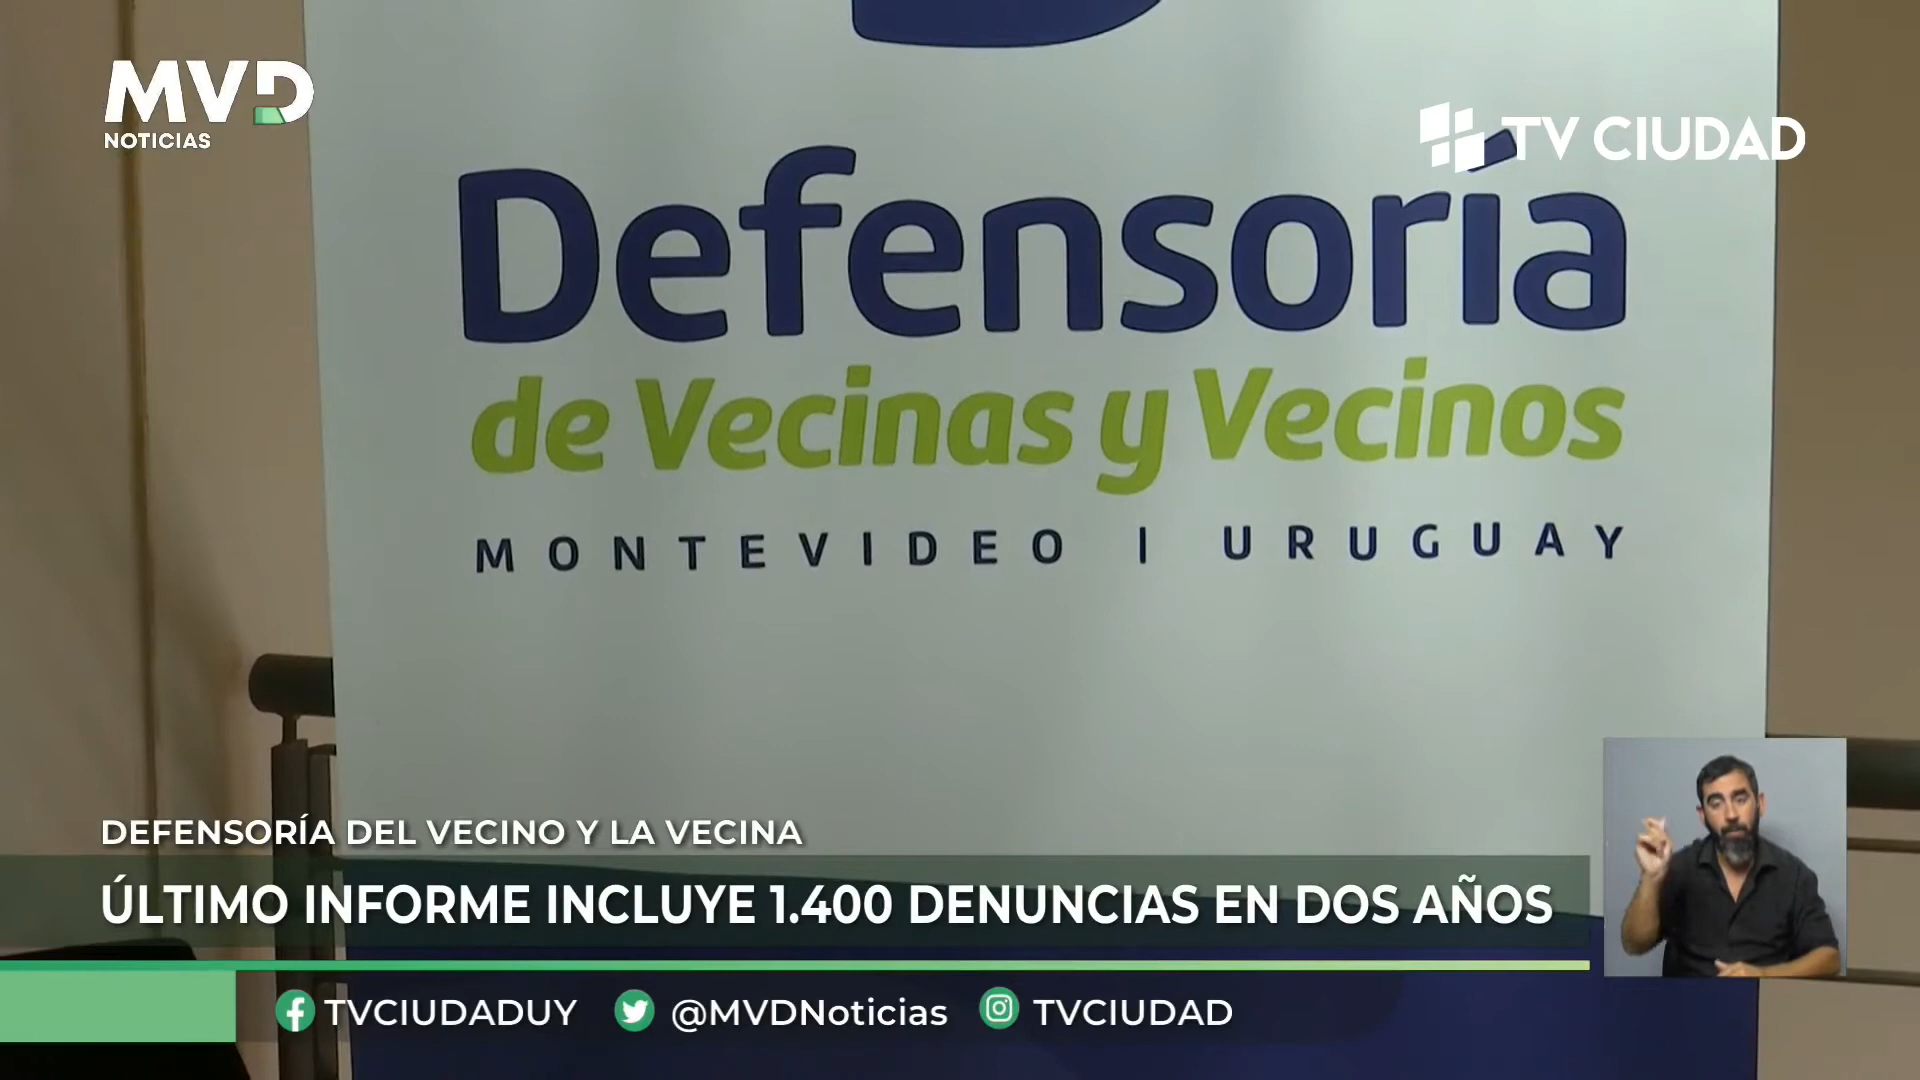 MVD
NOTICIAS
TV CIUDAD
Defensoría
de Vecinas y Vecinos
MONTEVIDEO | URUGUAY
DEFENSORÍA DEL VECINO Y LA VECINA
ÚLTIMO INFORME INCLUYE 1.400 DENUNCIAS EN DOS AÑOS
TVCIUDADUY @MVDNoticias TVCIUDAD